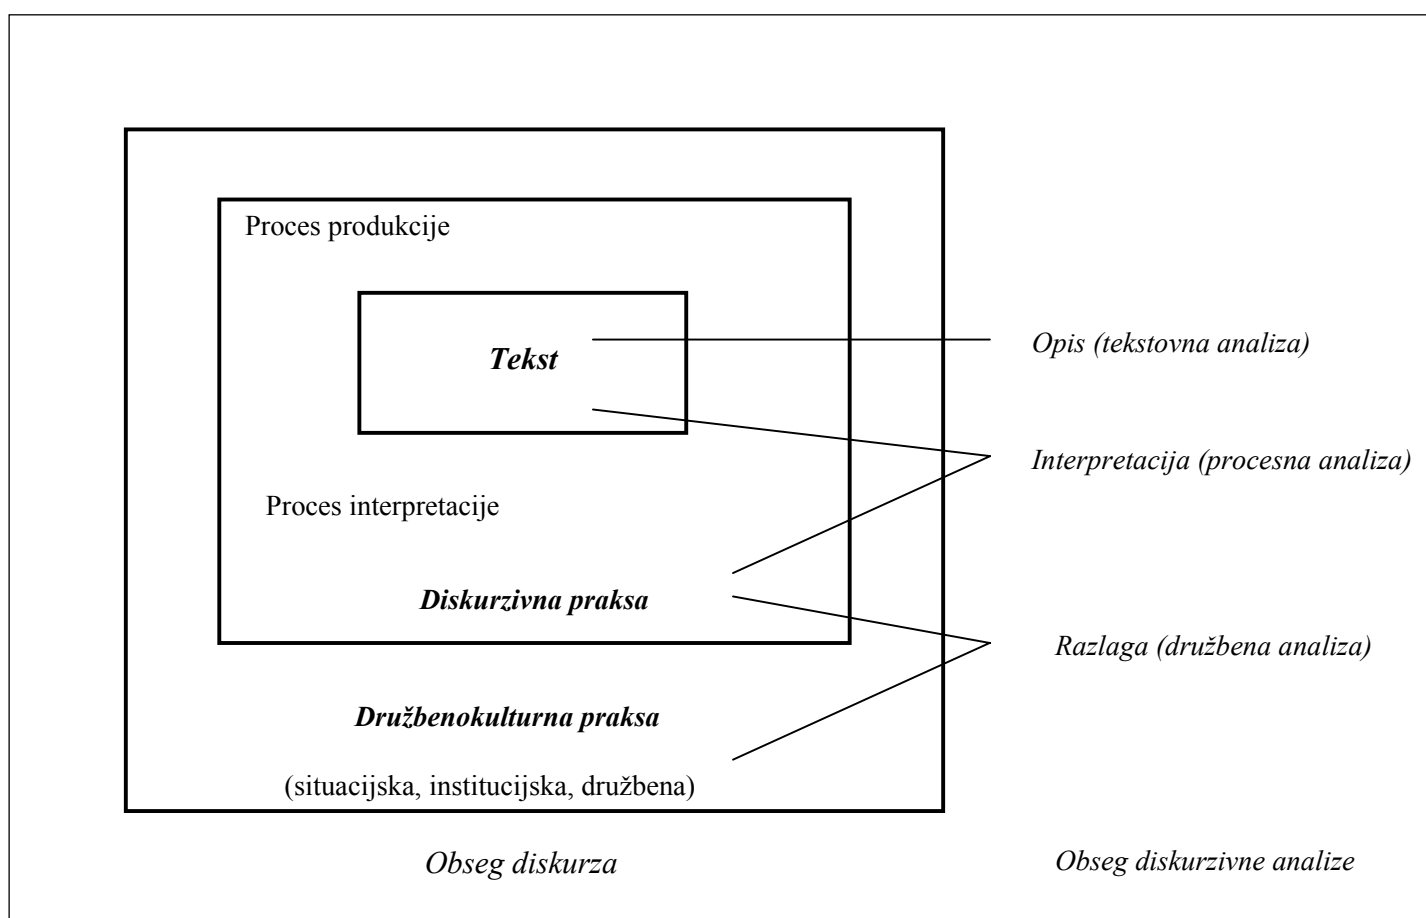 Proces produkcije
Tekst
Opis (tekstovna analiza)
Interpretacija (procesna analiza)
Proces interpretacije
Diskurzivna praksa
Razlaga (družbena analiza)
Družbenokulturna praksa
(situacijska, institucijska, družbena)
Obseg diskurza
Obseg diskurzivne analize